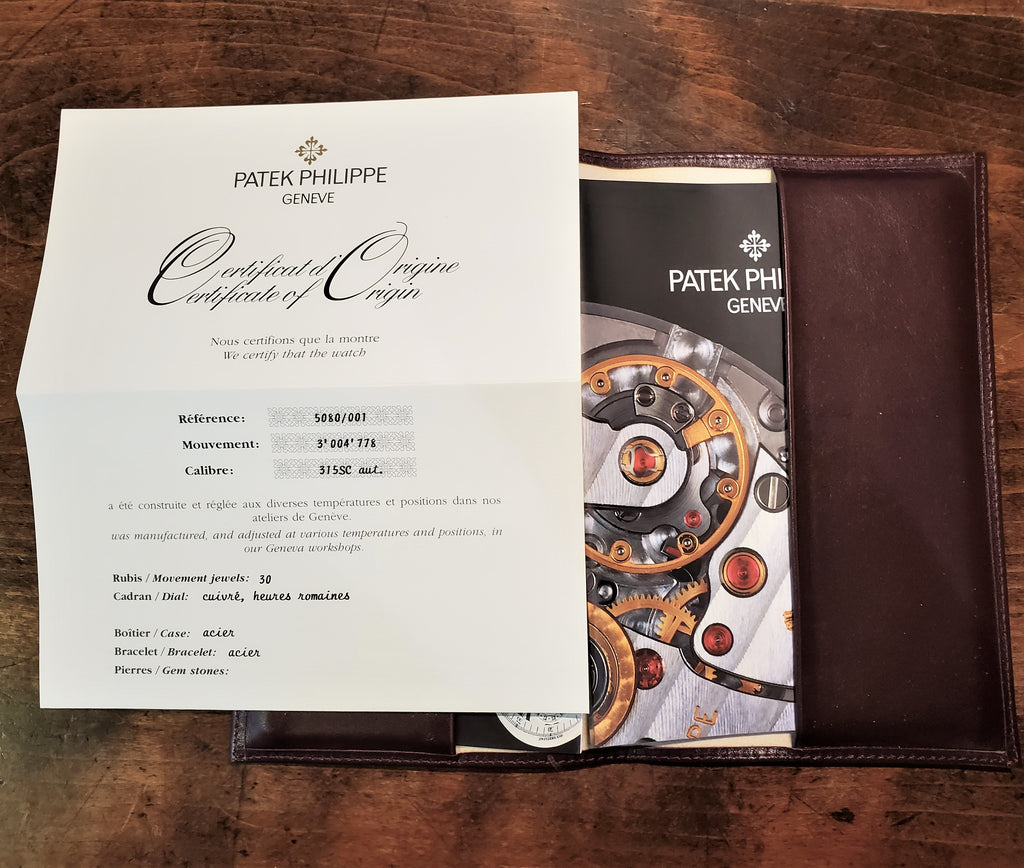 PATEK PHILIPPE
GENEVE
Certificat d'Origine
Certificate of Origin
Nous certifions que la montre
We certify that the watch
Référence: 5080/001
Mouvement: 3'004'778
Calibre: 315SC aut.
a été construite et réglée aux diverses températures et positions dans nos
ateliers de Genève.
was manufactured, and adjusted at various temperatures and positions, in
our Geneva workshops.
Rubis / Movement jewels: 30
Cadran / Dial: cuivré, heures romaines
Boîtier / Case: acier
Bracelet / Bracelet: acier
Pierres / Gem stones:
PATEK PHI
GENEV
PE